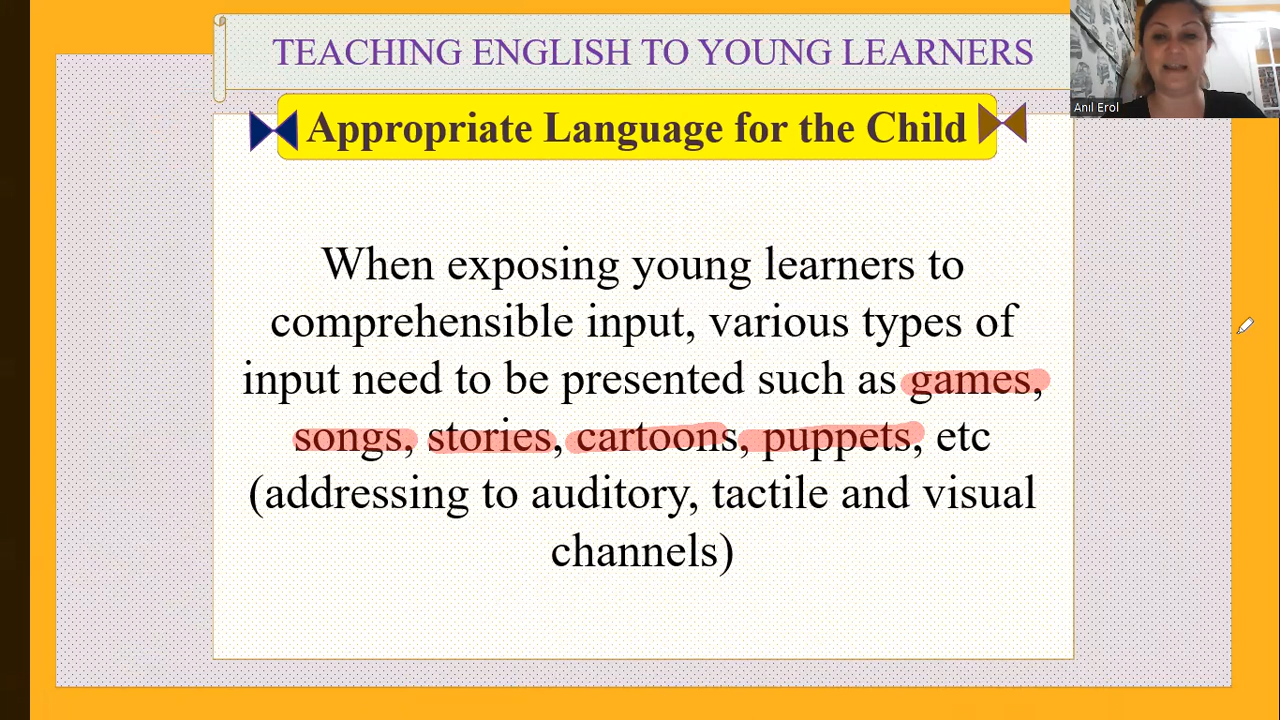 TEACHING ENGLISH TO YOUNG LEARNERS
Anıl Erol
Appropriate Language for the Child
When exposing young learners to
comprehensible input, various types of
input need to be presented such as games,
songs, stories, cartoons, puppets, etc
(addressing to auditory, tactile and visual
channels)